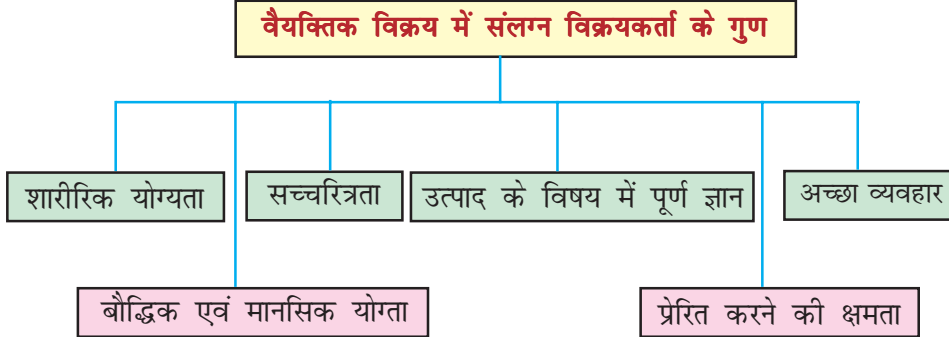 वैयक्तिक विक्रय में संलग्न विक्रयकर्ता के गुण
शारीरिक योग्यता
सच्चरित्रता
उत्पाद के विषय में पूर्ण ज्ञान
अच्छा व्यवहार
बौद्धिक एवं मानसिक योग्ता
प्रेरित करने की क्षमता